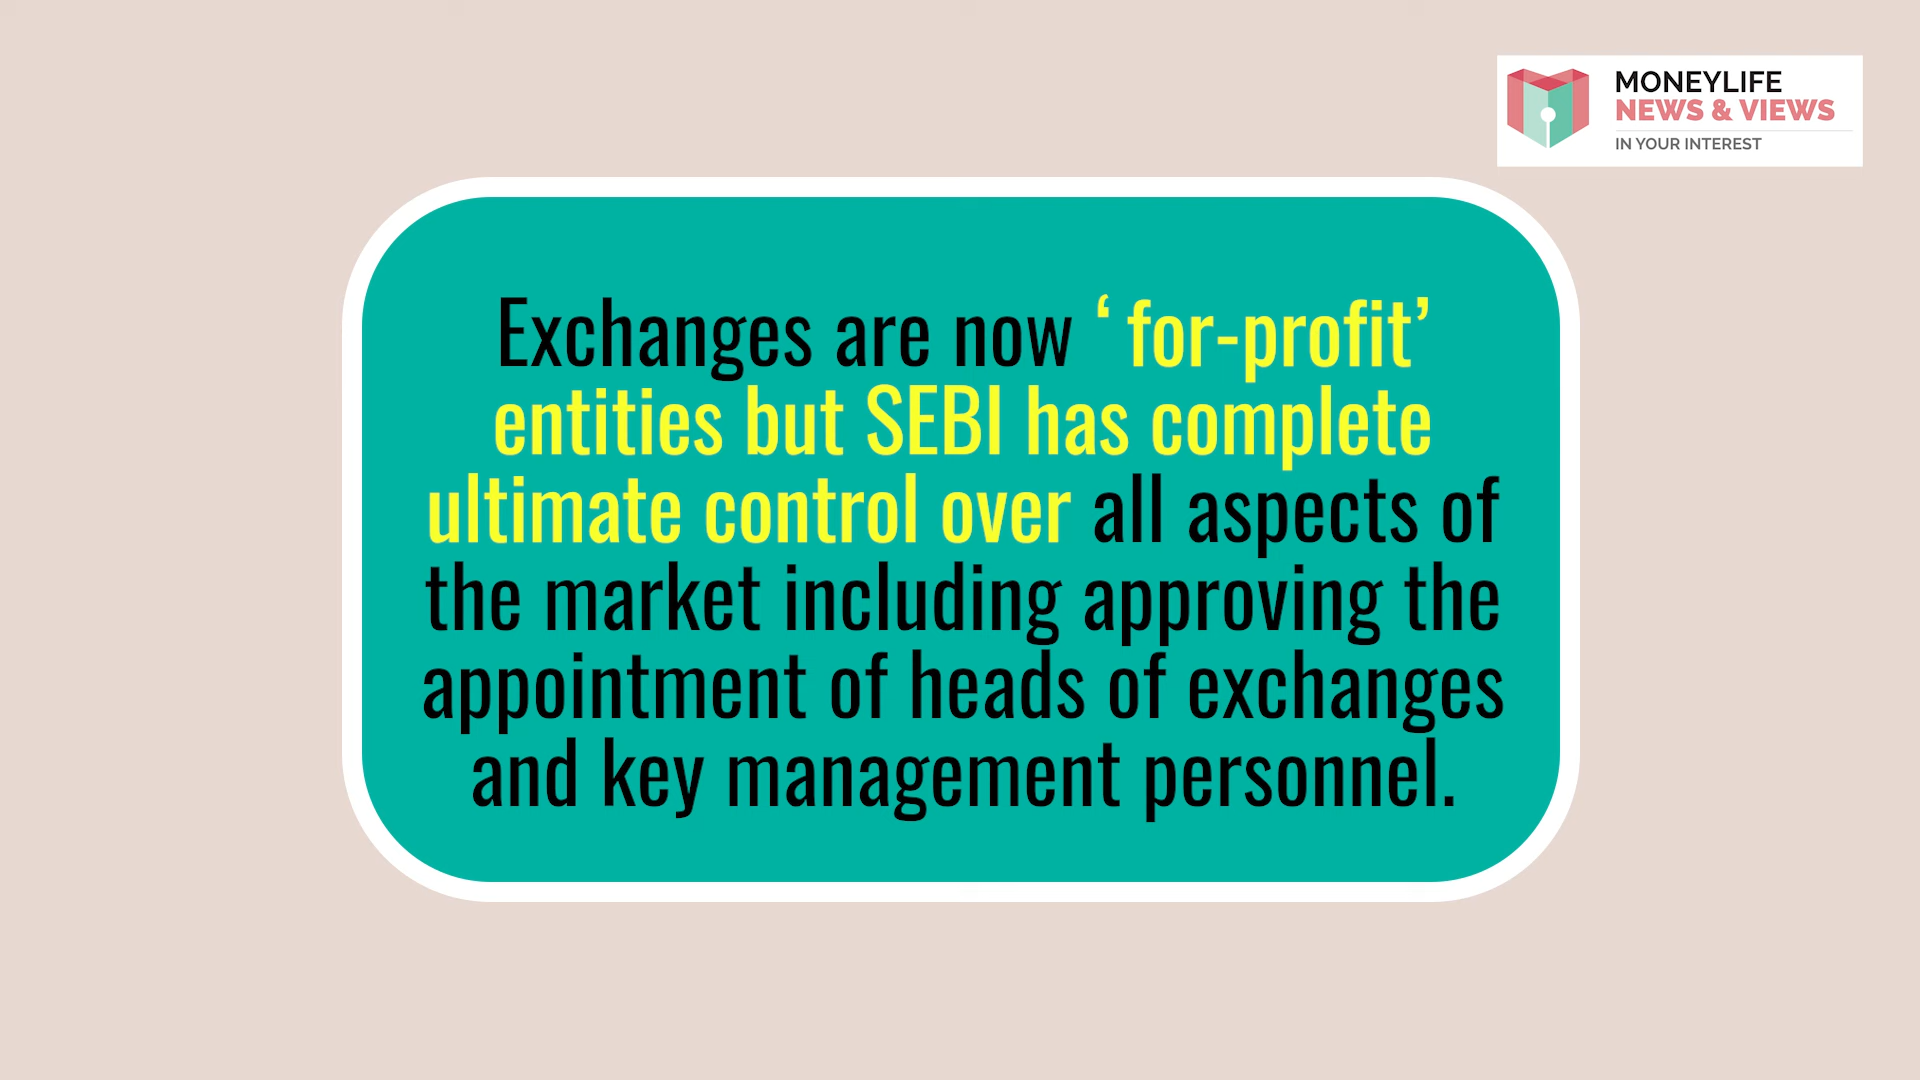 MONEYLIFE
NEWS & VIEWS
IN YOUR INTEREST
Exchanges are now ‘ for-profit’
entities but SEBI has complete
ultimate control over all aspects of
the market including approving the
appointment of heads of exchanges
and key management personnel.